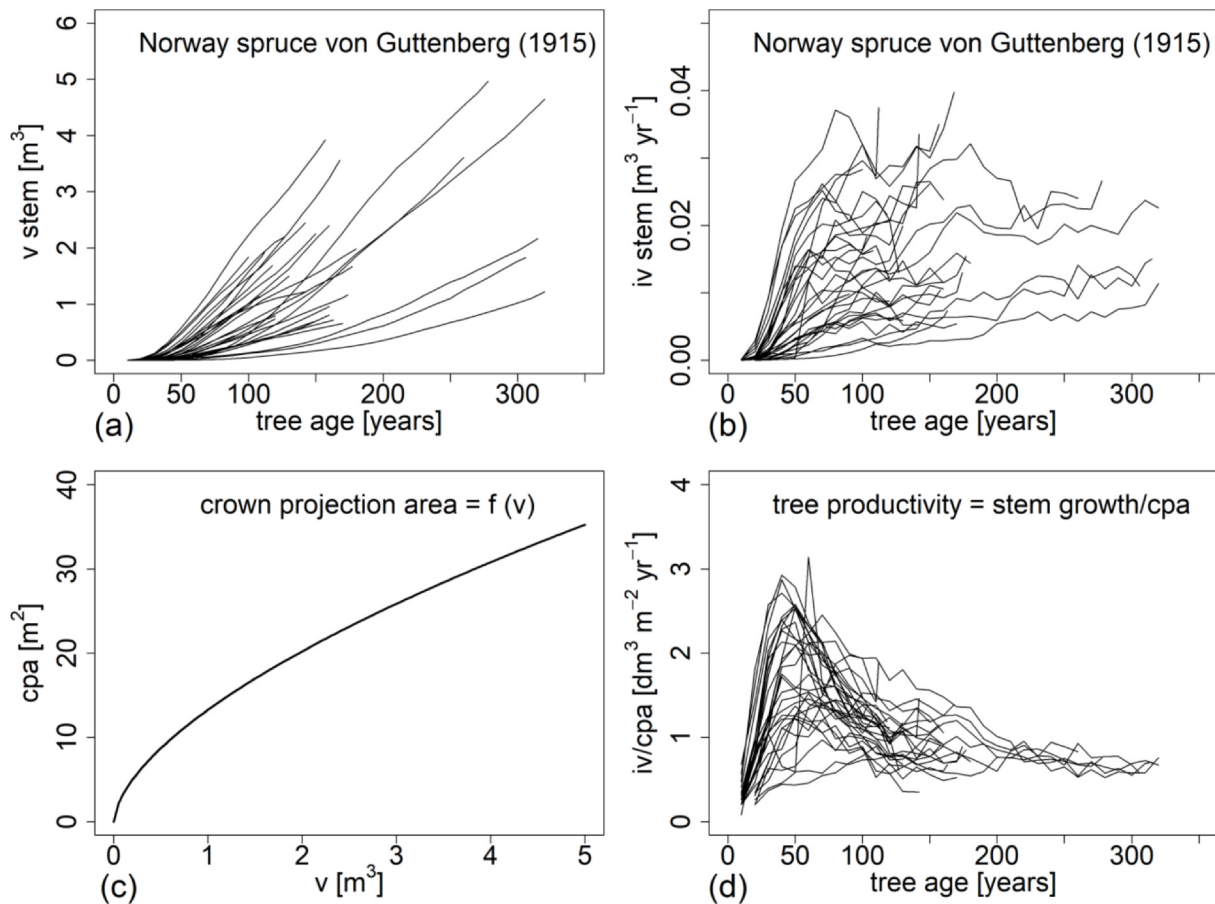 Norway spruce von Guttenberg (1915)
v stem [m³]
0 1 2 3 4 5 6
0 50 100 200 300
tree age [years]
(a)
Norway spruce von Guttenberg (1915)
iv stem [m³ yr⁻¹]
0.00 0.02 0.04
0 50 100 200 300
tree age [years]
(b)
crown projection area = f (v)
cpa [m²]
0 10 20 30 40
0 1 2 3 4 5
v [m³]
(c)
tree productivity = stem growth/cpa
iv/cpa [dm³ m⁻² yr⁻¹]
0 1 2 3 4
0 50 100 200 300
tree age [years]
(d)